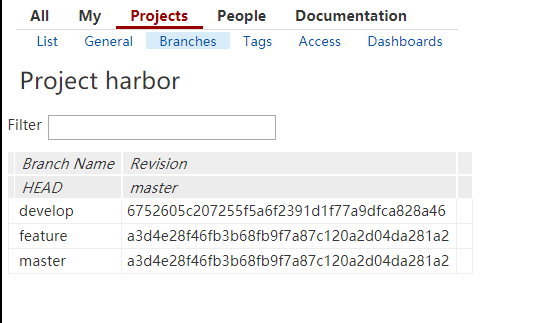 All My Projects People Documentation
List General Branches Tags Access Dashboards
Project harbor
Filter
Branch Name Revision
HEAD master
develop 6752605c207255f5a6f2391d1f77a9dfca828a46
feature a3d4e28f46fb3b68fb9f7a87c120a2d04da281a2
master a3d4e28f46fb3b68fb9f7a87c120a2d04da281a2